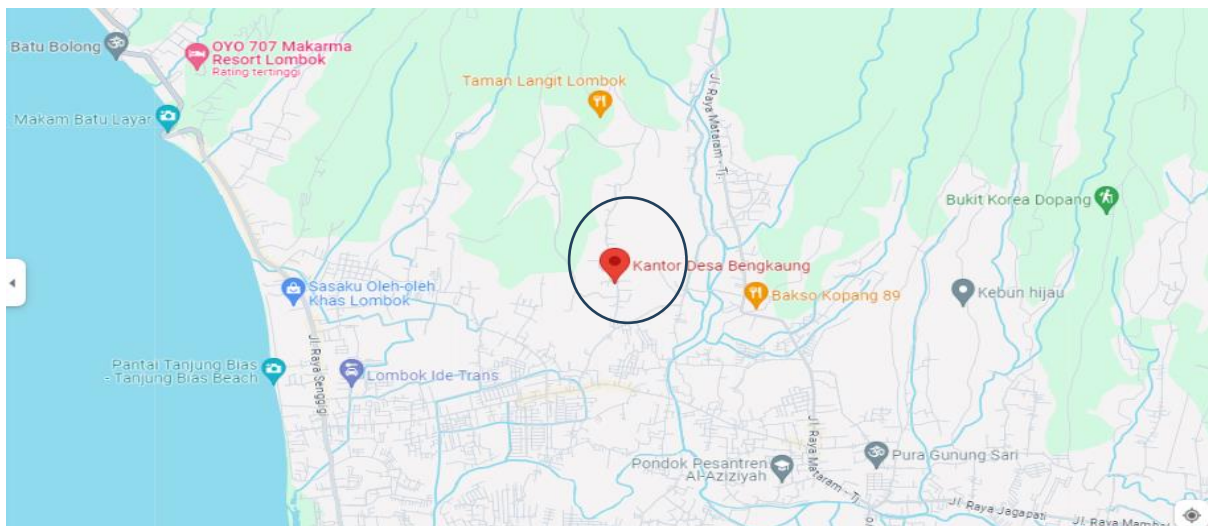 Batu Bolong
OYO 707 Makarma
Resort Lombok
Rating tertinggi
Taman Langit Lombok
Jl. Raya Mataram - Tj.
Makam Batu Layar
Bukit Korea Dopang
Kantor Desa Bengkaung
Sasaku Oleh-oleh
Khas Lombok
Bakso Kopang 89
Kebun hijau
Jl. Raya Senggigi
Pantai Tanjung Bias
- Tanjung Bias Beach
Lombok Ide Trans
Jl. Raya Mataram - Tj.
Pondok Pesantren
Al-Aziziyah
Pura Gunung Sari
Jl. Raya Jagapati
Jl. Raya